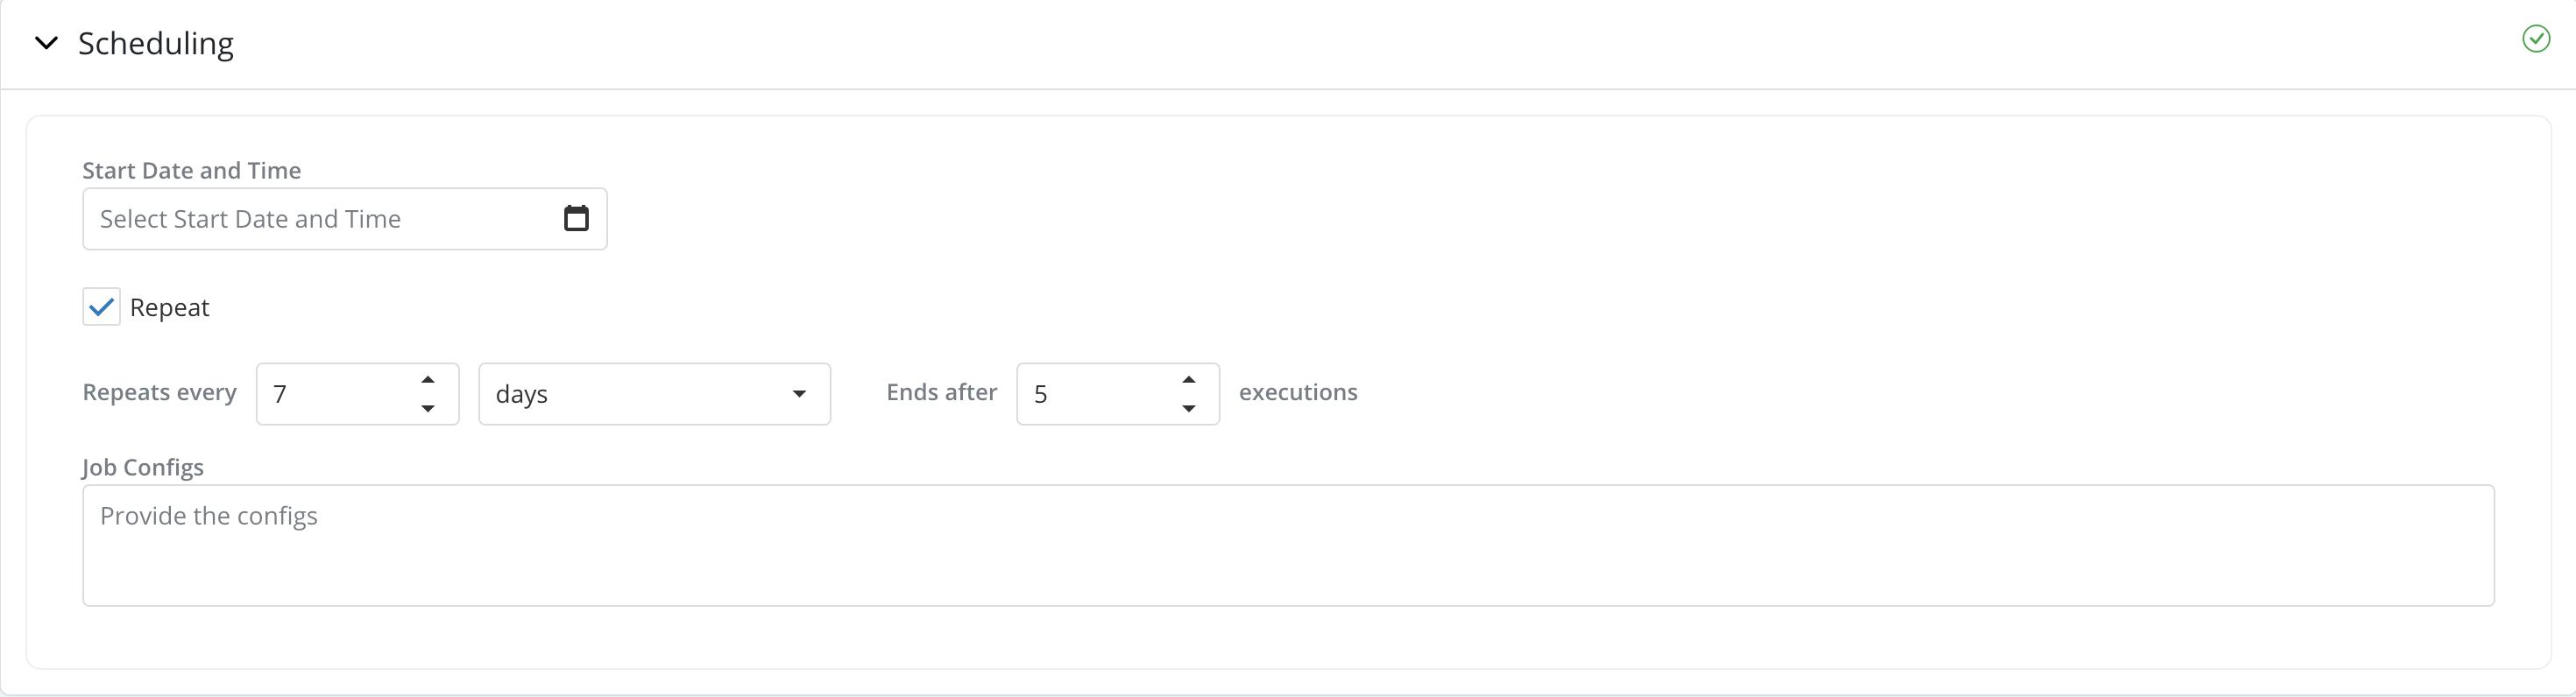 Scheduling
Start Date and Time
Select Start Date and Time
Repeat
Repeats every 7 days Ends after 5 executions
Job Configs
Provide the configs